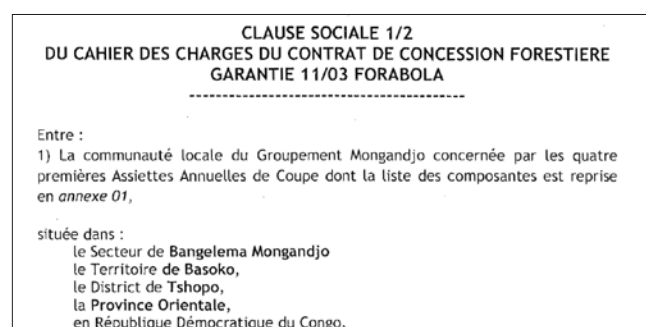 CLAUSE SOCIALE 1/2
DU CAHIER DES CHARGES DU CONTRAT DE CONCESSION FORESTIERE
GARANTIE 11/03 FORABOLA
-----------------------------------------
Entre :
1) La communauté locale du Groupement Mongandjo concernée par les quatre
premières Assiettes Annuelles de Coupe dont la liste des composantes est reprise
en annexe 01,
située dans :
le Secteur de Bangelema Mongandjo
le Territoire de Basoko,
le District de Tshopo,
la Province Orientale,
en République Démocratique du Congo,